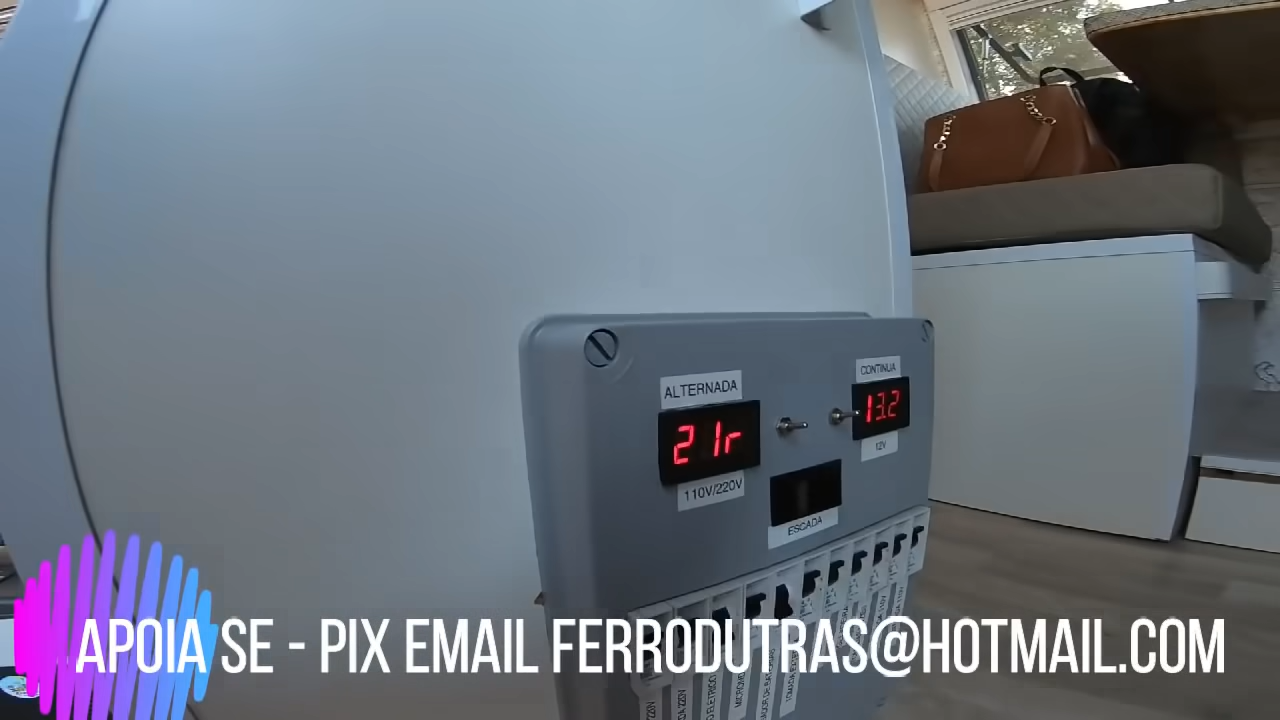 ALTERNADA
CONTINUA
21r
13.2
12V
110V/220V
ESCADA
APOIA SE - PIX EMAIL FERRODUTRAS@HOTMAIL.COM